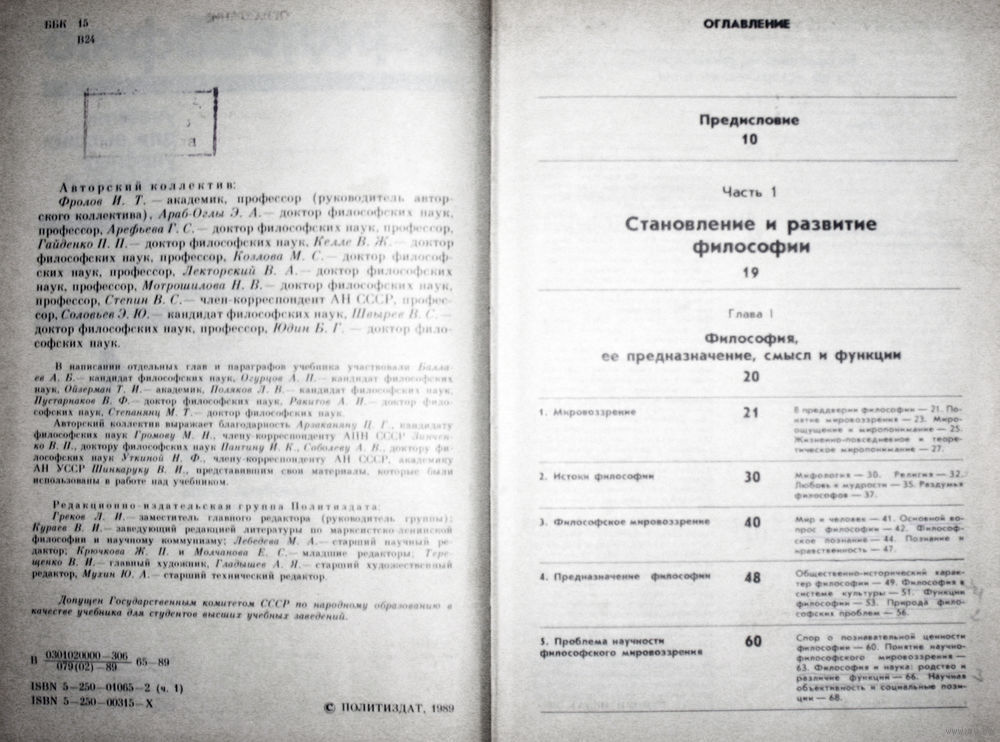 ББК 15
В24
а
Авторский коллектив:
Фролов И. Т. — академик, профессор (руководитель автор-
ского коллектива), Араб-Оглы Э. А. — доктор философских наук,
профессор, Арефьева Г. С. — доктор философских наук, профессор,
Гайденко П. П. — доктор философских наук, Келле В. Ж. — доктор
философских наук, профессор, Козлова М. С. — доктор философ-
ских наук, профессор, Лекторский В. А. — доктор философских
наук, профессор, Мотрошилова Н. В. — доктор философских наук,
профессор, Степин В. С. — член-корреспондент АН СССР, профес-
сор, Соловьев Э. Ю. — кандидат философских наук, Швырев В. С. —
доктор философских наук, профессор, Юдин Б. Г. — доктор фило-
софских наук.
В написании отдельных глав и параграфов учебника участвовали Балла-
ев А. Б. — кандидат философских наук, Огурцов А. П. — кандидат философских
наук, Ойзерман Т. И. — академик, Поляков Л. В. — кандидат философских наук,
Пустарнаков В. Ф. — доктор философских наук, Ракитов А. И. — доктор фило-
софских наук, Степанянц М. Т. — доктор философских наук.
Авторский коллектив выражает благодарность Арзаканяну Ц. Г., кандидату
философских наук Громову М. Н., члену-корреспонденту АПН СССР Зинчен-
ко В. П., доктору философских наук Пантину И. К., Соболеву А. В., доктору фи-
лософских наук Уткиной Н. Ф., члену-корреспонденту АН СССР, академику
АН УССР Шинкаруку В. И., представившим свои материалы, которые были
использованы в работе над учебником.
Редакционно-издательская группа Политиздата:
Греков Л. И. — заместитель главного редактора (руководитель группы);
Кураев В. И. — заведующий редакцией литературы по марксистско-ленинской
философии и научному коммунизму; Лебедева М. А. — старший научный ре-
дактор; Крючкова Ж. П. и Молчанова Е. С. — младшие редакторы; Тере-
щенко В. И. — главный художник, Гладышев А. Я. — старший художественный
редактор, Мухин Ю. А. — старший технический редактор.
Допущен Государственным комитетом СССР по народному образованию в
качестве учебника для студентов высших учебных заведений.
В 0301020000—306
079(02)—89 65—89
ISBN 5—250—01065—2 (ч. 1)
ISBN 5—250—00315—X
© ПОЛИТИЗДАТ, 1989
ОГЛАВЛЕНИЕ
Предисловие
10
Часть 1
Становление и развитие
философии
19
Глава I
Философия,
ее предназначение, смысл и функции
20
1. Мировоззрение 21
В преддверии философии — 21. По-
нятие мировоззрения — 23. Миро-
ощущение и миропонимание — 25.
Жизненно-повседневное и теоре-
тическое миропонимание — 27.
2. Истоки философии 30
Мифология — 30. Религия — 32.
Любовь к мудрости — 35. Раздумья
философов — 37.
3. Философское мировоззрение 40
Мир и человек — 41. Основной во-
прос философии — 42. Философ-
ское познание — 44. Познание и
нравственность — 47.
4. Предназначение философии 48
Общественно-исторический харак-
тер философии — 49. Философия в
системе культуры — 51. Функции
философии — 53. Природа фило-
софских проблем — 56.
5. Проблема научности
философского мировоззрения 60
Спор о познавательной ценности
философии — 60. Понятие научно-
философского мировоззрения —
63. Философия и наука: родство и
различие функций — 66. Научная
объективность и социальные пози-
ции — 68.